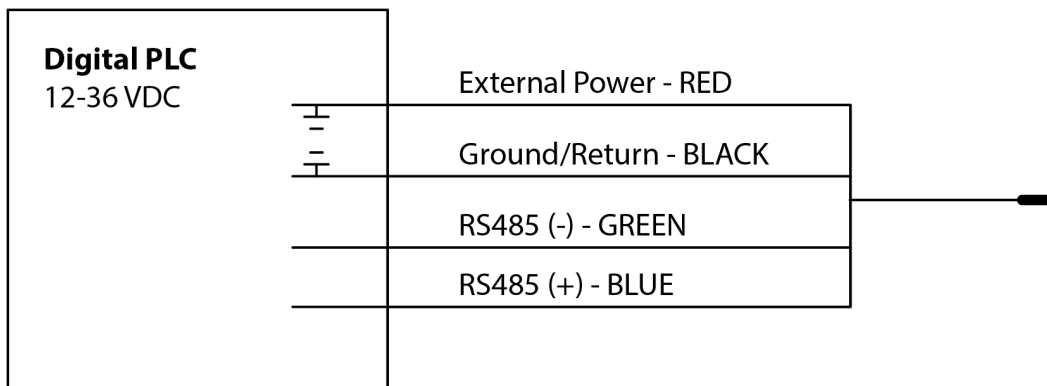 Digital PLC
12-36 VDC
External Power - RED
Ground/Return - BLACK
RS485 (-) - GREEN
RS485 (+) - BLUE